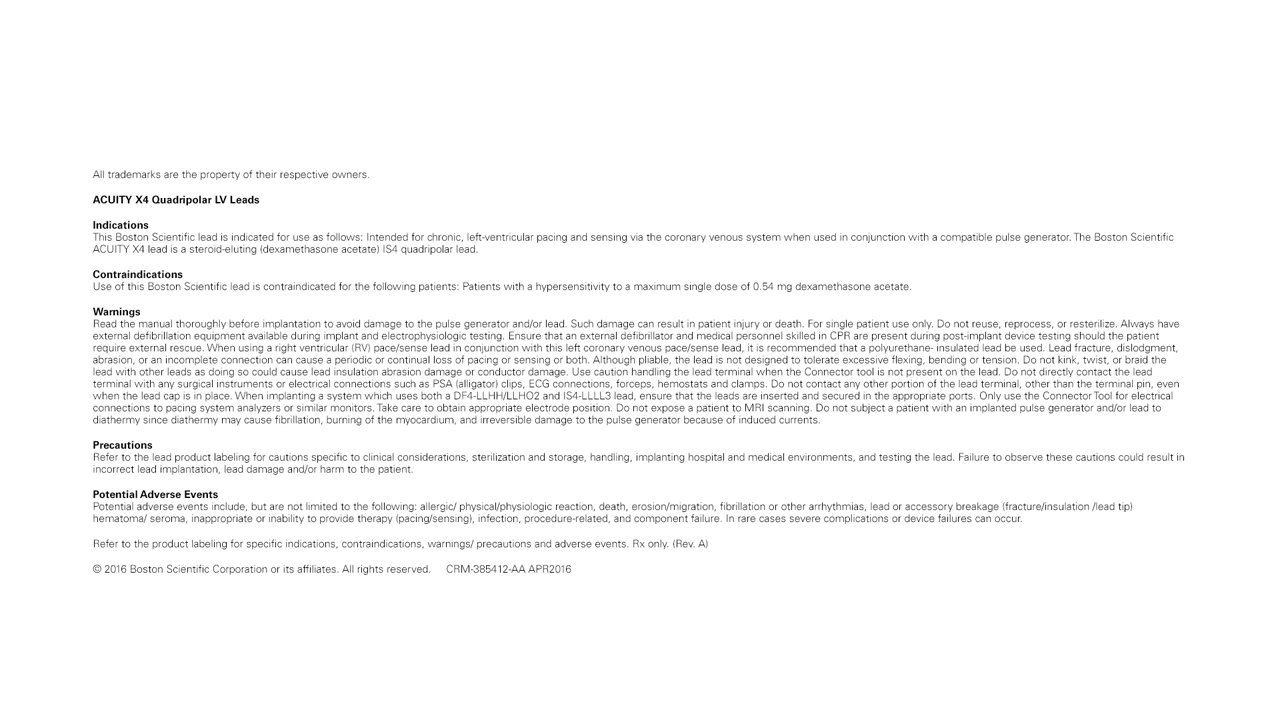 All trademarks are the property of their respective owners.
ACUITY X4 Quadripolar LV Leads
Indications
This Boston Scientific lead is indicated for use as follows: Intended for chronic, left-ventricular pacing and sensing via the coronary venous system when used in conjunction with a compatible pulse generator. The Boston Scientific
ACUITY X4 lead is a steroid-eluting (dexamethasone acetate) IS4 quadripolar lead.
Contraindications
Use of this Boston Scientific lead is contraindicated for the following patients: Patients with a hypersensitivity to a maximum single dose of 0.54 mg dexamethasone acetate.
Warnings
Read the manual thoroughly before implantation to avoid damage to the pulse generator and/or lead. Such damage can result in patient injury or death. For single patient use only. Do not reuse, reprocess, or resterilize. Always have
external defibrillation equipment available during implant and electrophysiologic testing. Ensure that an external defibrillator and medical personnel skilled in CPR are present during post-implant device testing should the patient
require external rescue. When using a right ventricular (RV) pace/sense lead in conjunction with this left coronary venous pace/sense lead, it is recommended that a polyurethane- insulated lead be used. Lead fracture, dislodgment,
abrasion, or an incomplete connection can cause a periodic or continual loss of pacing or sensing or both. Although pliable, the lead is not designed to tolerate excessive flexing, bending or tension. Do not kink, twist, or braid the
lead with other leads as doing so could cause lead insulation abrasion damage or conductor damage. Use caution handling the lead terminal when the Connector tool is not present on the lead. Do not directly contact the lead
terminal with any surgical instruments or electrical connections such as PSA (alligator) clips, ECG connections, forceps, hemostats and clamps. Do not contact any other portion of the lead terminal, other than the terminal pin, even
when the lead cap is in place. When implanting a system which uses both a DF4-LLHH/LLHO2 and IS4-LLLL3 lead, ensure that the leads are inserted and secured in the appropriate ports. Only use the Connector Tool for electrical
connections to pacing system analyzers or similar monitors. Take care to obtain appropriate electrode position. Do not expose a patient to MRI scanning. Do not subject a patient with an implanted pulse generator and/or lead to
diathermy since diathermy may cause fibrillation, burning of the myocardium, and irreversible damage to the pulse generator because of induced currents.
Precautions
Refer to the lead product labeling for cautions specific to clinical considerations, sterilization and storage, handling, implanting hospital and medical environments, and testing the lead. Failure to observe these cautions could result in
incorrect lead implantation, lead damage and/or harm to the patient.
Potential Adverse Events
Potential adverse events include, but are not limited to the following: allergic/ physical/physiologic reaction, death, erosion/migration, fibrillation or other arrhythmias, lead or accessory breakage (fracture/insulation /lead tip)
hematoma/ seroma, inappropriate or inability to provide therapy (pacing/sensing), infection, procedure-related, and component failure. In rare cases severe complications or device failures can occur.
Refer to the product labeling for specific indications, contraindications, warnings/ precautions and adverse events. Rx only. (Rev. A)
© 2016 Boston Scientific Corporation or its affiliates. All rights reserved. CRM-385412-AA APR2016